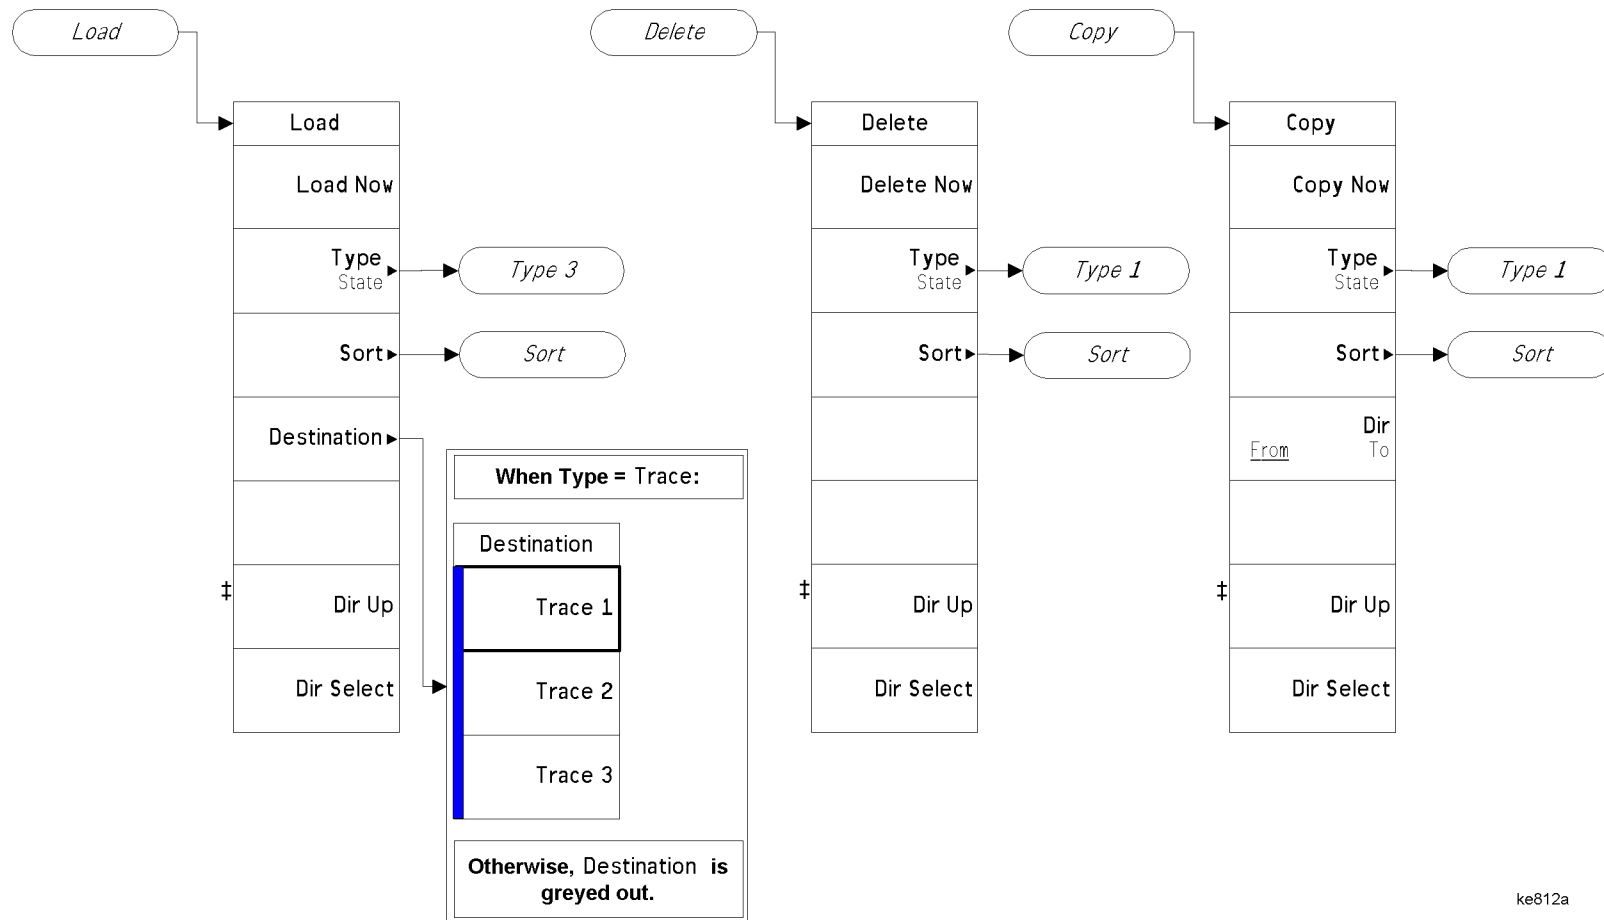 Load
Load
Load Now
Type
State
Type 3
Sort
Sort
Destination
‡
Dir Up
Dir Select
When Type = Trace:
Destination
Trace 1
Trace 2
Trace 3
Otherwise, Destination is
greyed out.
Delete
Delete
Delete Now
Type
State
Type 1
Sort
Sort
‡
Dir Up
Dir Select
Copy
Copy
Copy Now
Type
State
Type 1
Sort
Sort
Dir
From To
‡
Dir Up
Dir Select
ke812a